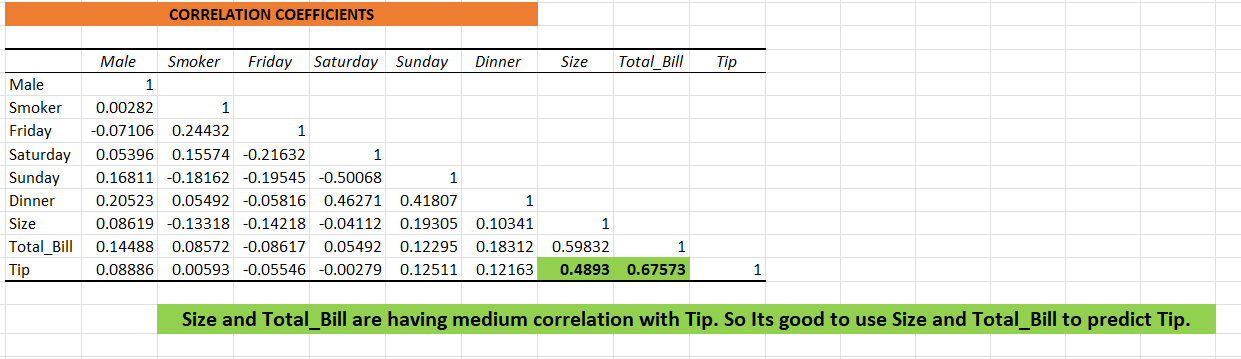 CORRELATION COEFFICIENTS
Male Smoker Friday Saturday Sunday Dinner Size Total_Bill Tip
Male 1
Smoker 0.00282 1
Friday -0.07106 0.24432 1
Saturday 0.05396 0.15574 -0.21632 1
Sunday 0.16811 -0.18162 -0.19545 -0.50068 1
Dinner 0.20523 0.05492 -0.05816 0.46271 0.41807 1
Size 0.08619 -0.13318 -0.14218 -0.04112 0.19305 0.10341 1
Total_Bill 0.14488 0.08572 -0.08617 0.05492 0.12295 0.18312 0.59832 1
Tip 0.08886 0.00593 -0.05546 -0.00279 0.12511 0.12163 0.4893 0.67573 1
Size and Total_Bill are having medium correlation with Tip. So Its good to use Size and Total_Bill to predict Tip.